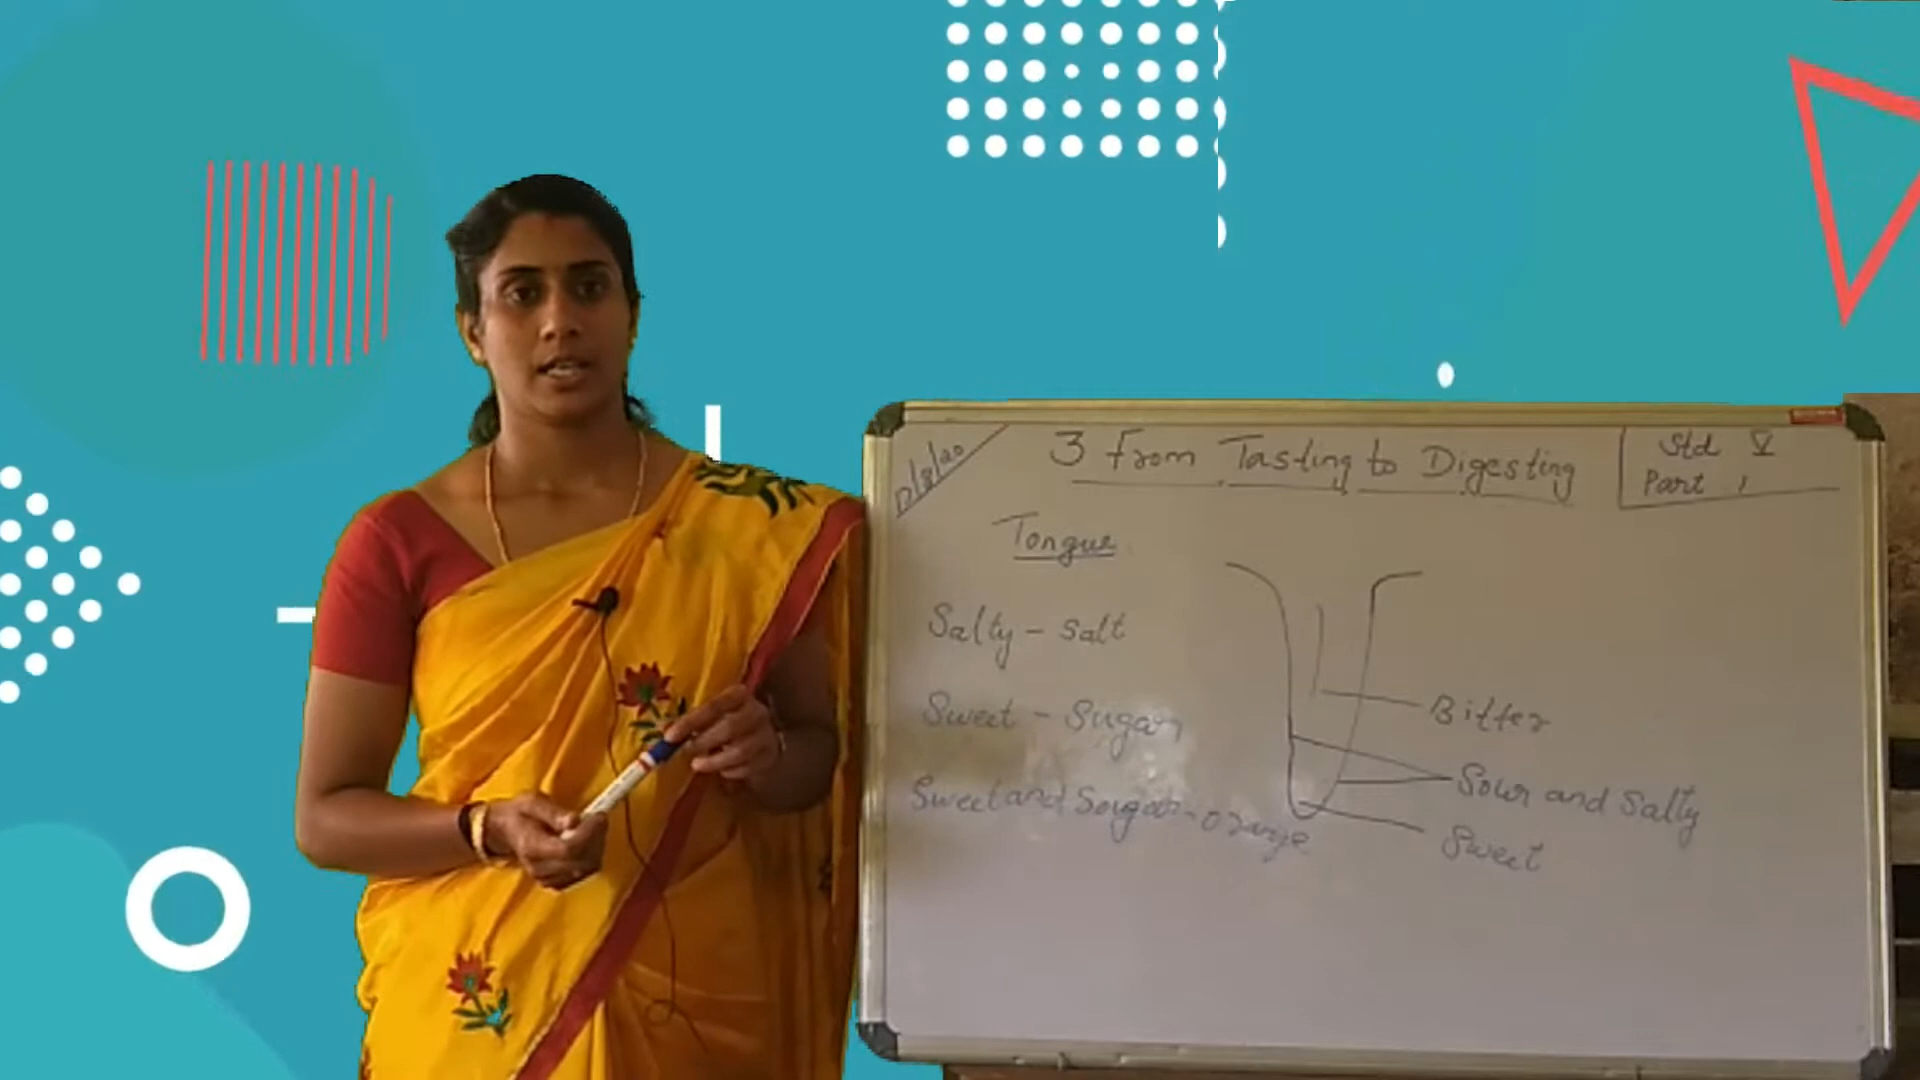 3 From Tasting to Digesting
Std V
Part 1
Tongue
Salty - salt
Sweet - Sugar
Sweet and Sougar - orange
Bitter
Sour and Salty
Sweet